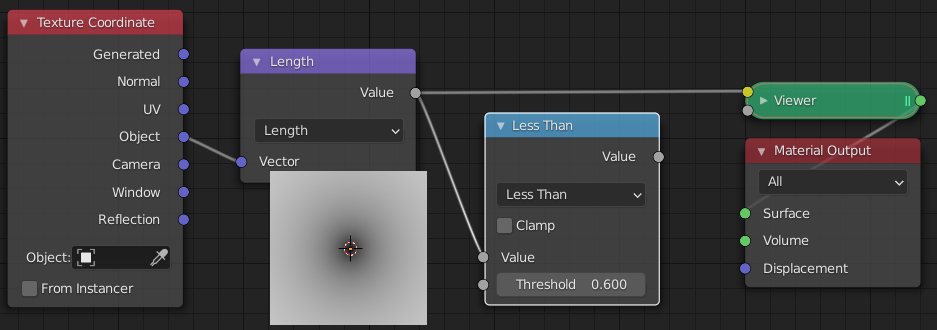 Texture Coordinate
Generated
Normal
UV
Object
Camera
Window
Reflection
Object:
From Instancer
Length
Value
Length
Vector
Less Than
Value
Less Than
Clamp
Value
Threshold 0.600
Viewer
Material Output
All
Surface
Volume
Displacement